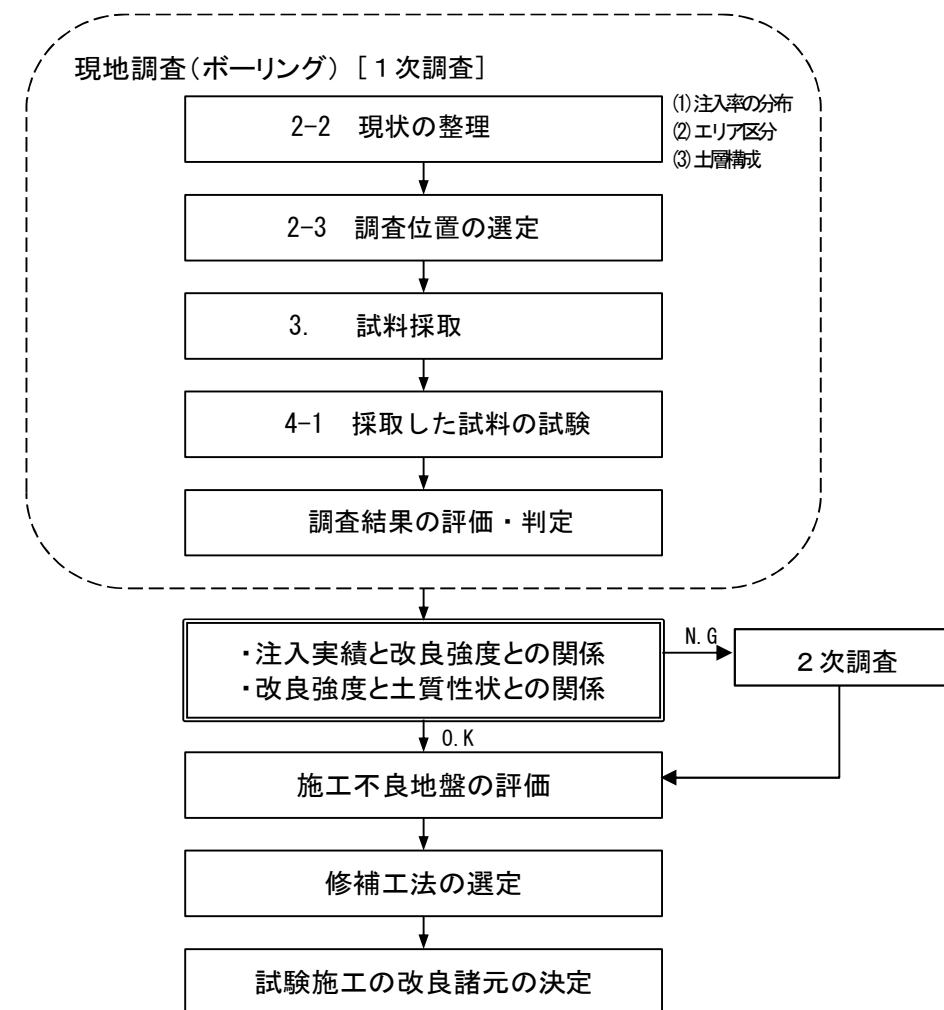 現地調査(ボーリング) [1次調査]
2-2 現状の整理
(1)注入率の分布
(2)エリア区分
(3)土層構成
2-3 調査位置の選定
3. 試料採取
4-1 採取した試料の試験
調査結果の評価・判定
・注入実績と改良強度との関係
・改良強度と土質性状との関係
N.G
2次調査
O.K
施工不良地盤の評価
修補工法の選定
試験施工の改良諸元の決定